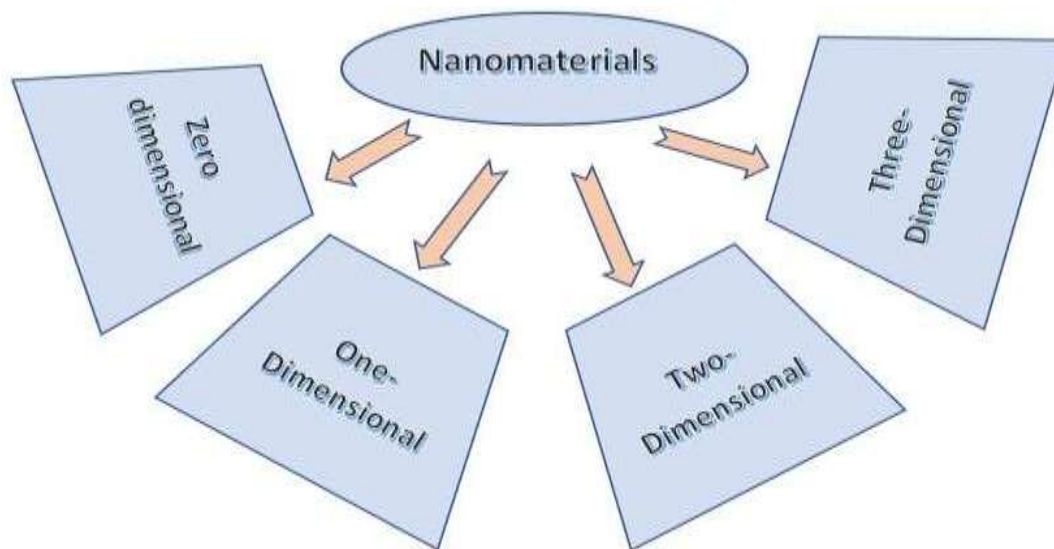 Nanomaterials
Zero
dimensional
One-
Dimensional
Two-
Dimensional
Three-
Dimensional